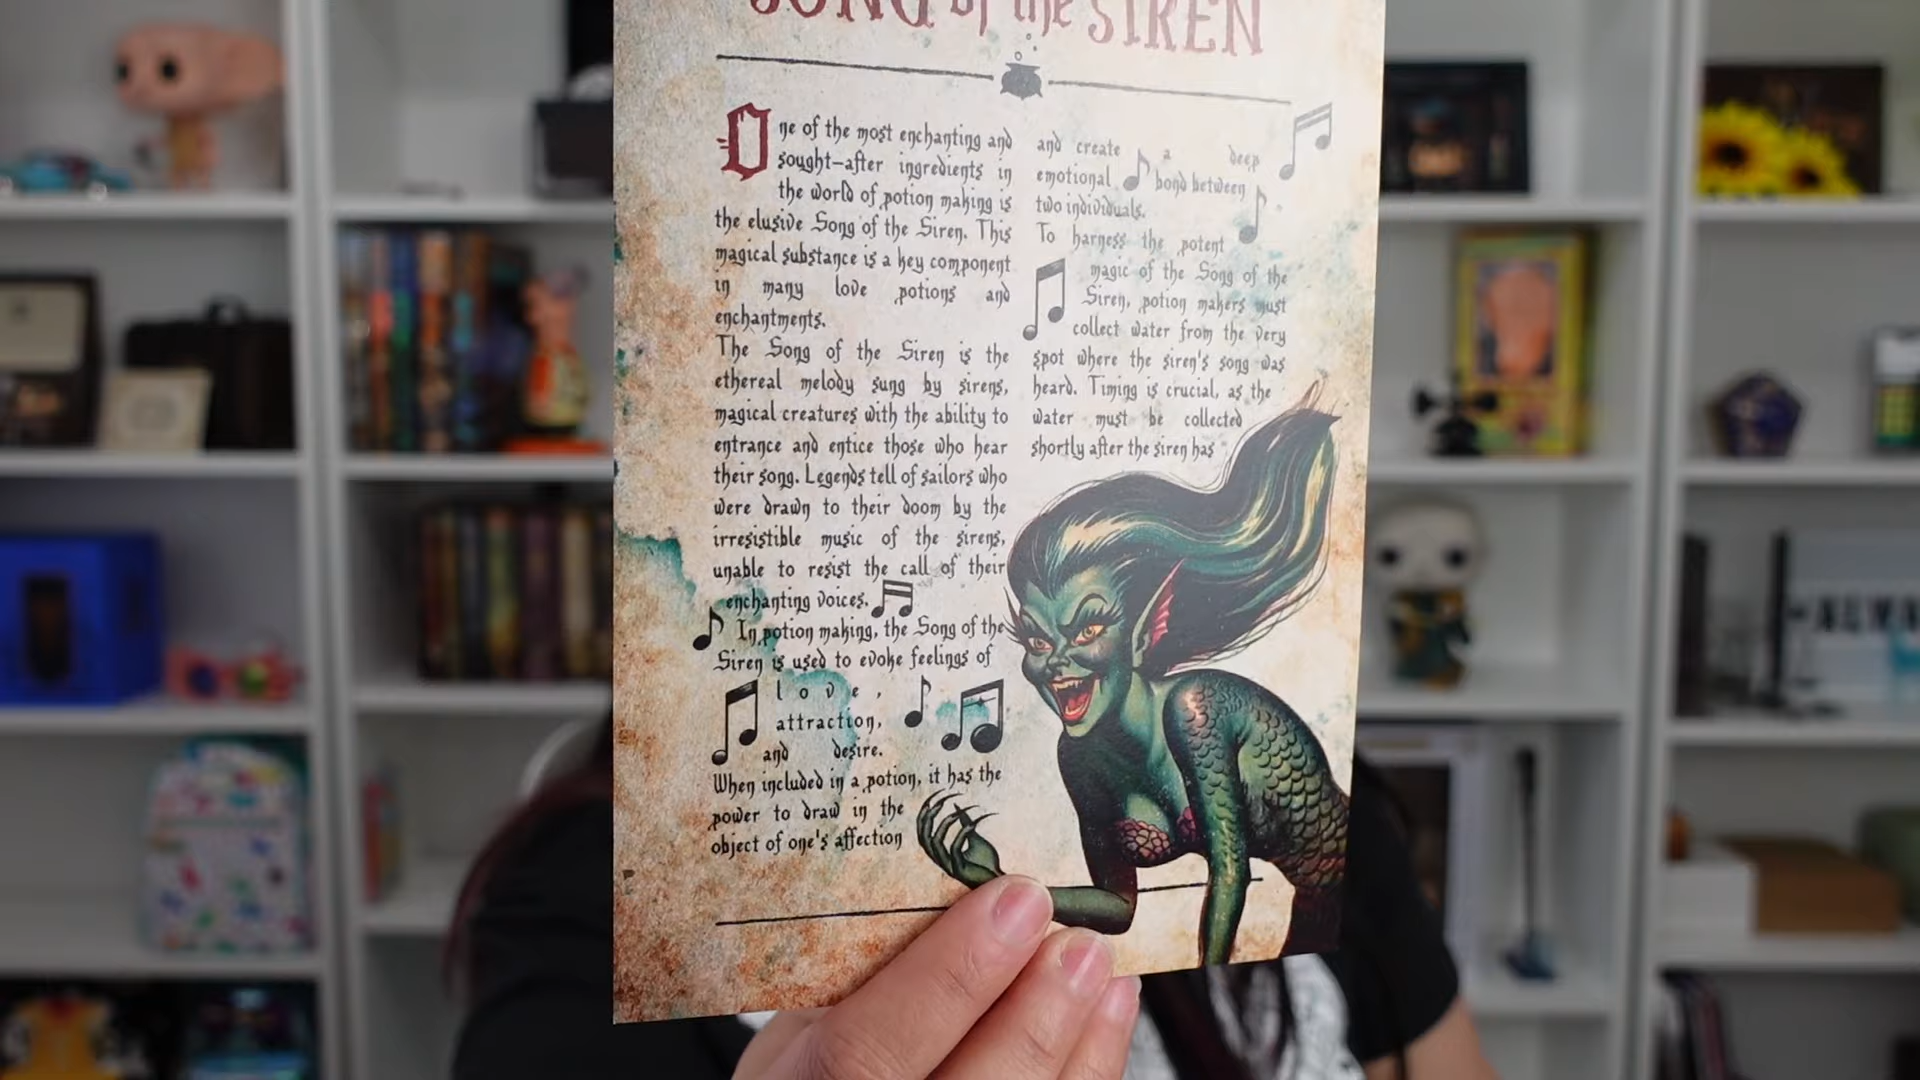 SONG of the SIREN
One of the most enchanting and
sought-after ingredients in
the world of potion making is
the elusive Song of the Siren. This
magical substance is a key component
in many love potions and
enchantments.
The Song of the Siren is the
ethereal melody sung by sirens,
magical creatures with the ability to
entrance and entice those who hear
their song. Legends tell of sailors who
were drawn to their doom by the
irresistible music of the sirens,
unable to resist the call of their
enchanting voices.
In potion making, the Song of the
Siren is used to evoke feelings of
love,
attraction,
and desire.
When included in a potion, it has the
power to draw in the
object of one's affection
and create a deep
emotional bond between
two individuals.
To harness the potent
magic of the Song of the
Siren, potion makers must
collect water from the very
spot where the siren's song was
heard. Timing is crucial, as the
water must be collected
shortly after the siren has